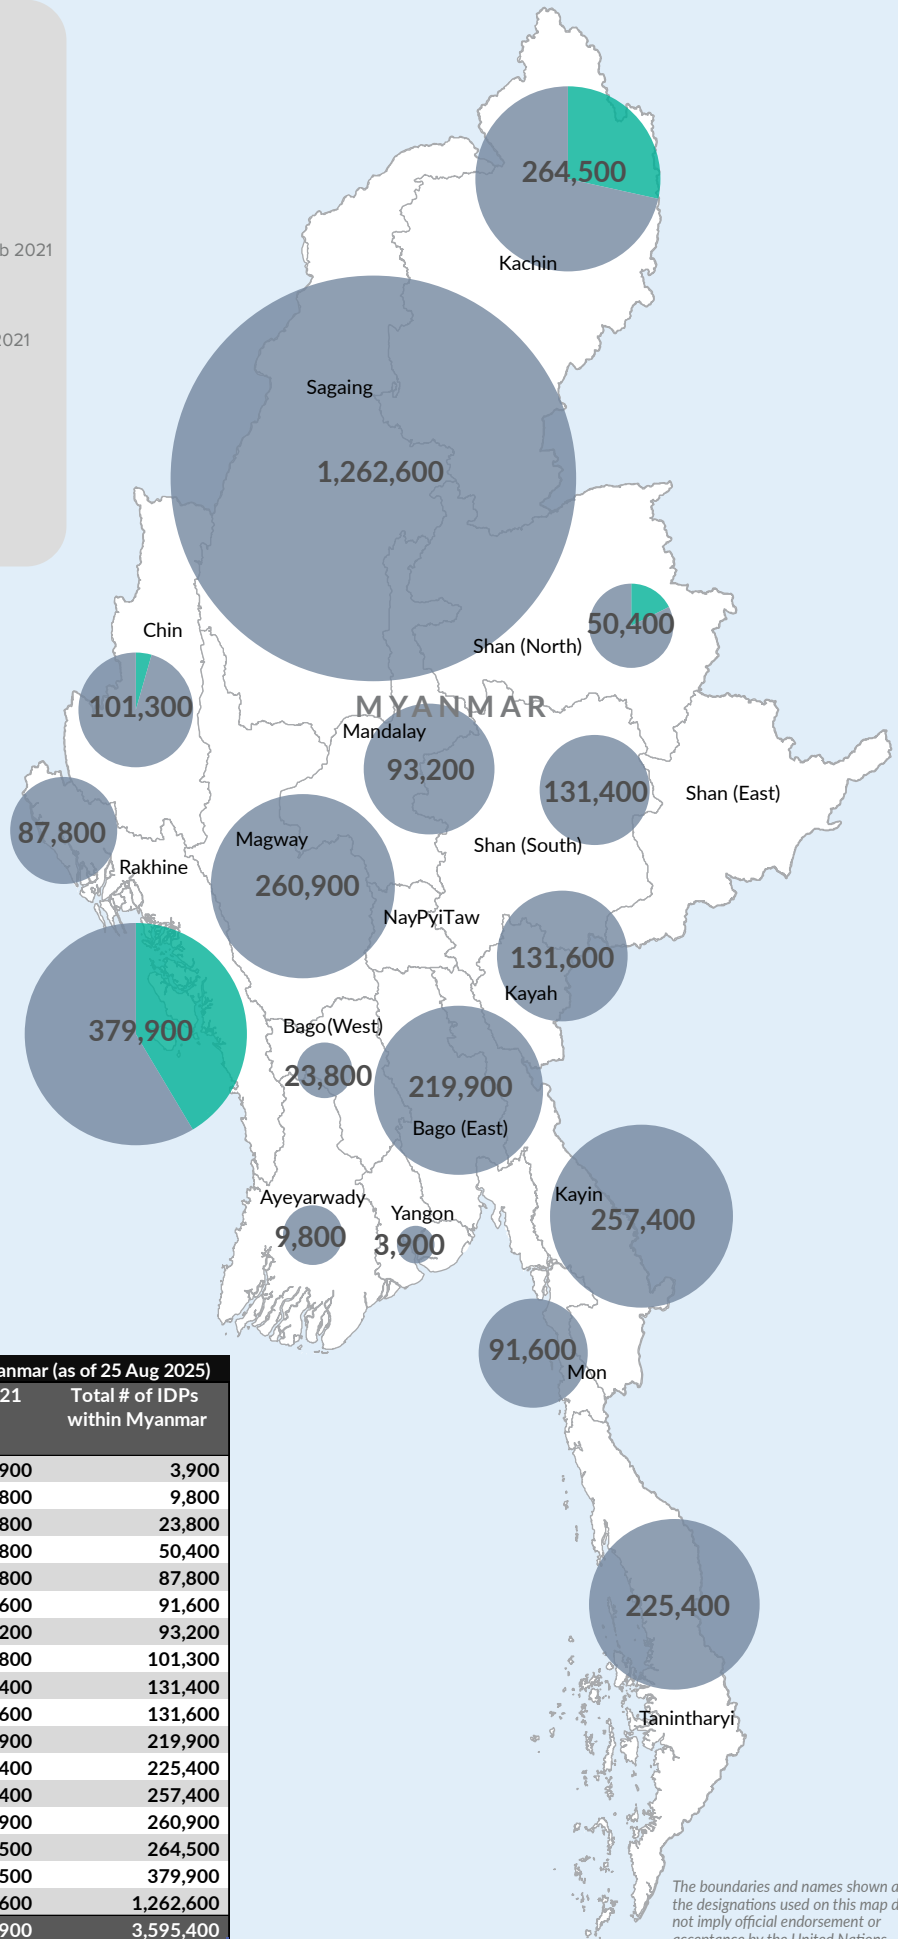 b 2021
2021
264,500
Kachin
Sagaing
1,262,600
Chin
50,400
Shan (North)
101,300
MYANMAR
Mandalay
93,200
131,400
Shan (East)
87,800
Magway
Shan (South)
Rakhine
260,900
NayPyiTaw
131,600
Kayah
379,900
Bago(West)
23,800
219,900
Bago (East)
Ayeyarwady
Kayin
Yangon
257,400
9,800
3,900
91,600
Mon
anmar (as of 25 Aug 2025)
21 Total # of IDPs
within Myanmar
900 3,900
800 9,800
800 23,800
800 50,400
800 87,800
600 91,600
200 93,200
800 101,300
400 131,400
600 131,600
900 219,900
400 225,400
400 257,400
900 260,900
500 264,500
500 379,900
600 1,262,600
900 3,595,400
225,400
Tanintharyi
The boundaries and names shown a
the designations used on this map d
not imply official endorsement or
acceptance by the United Nations